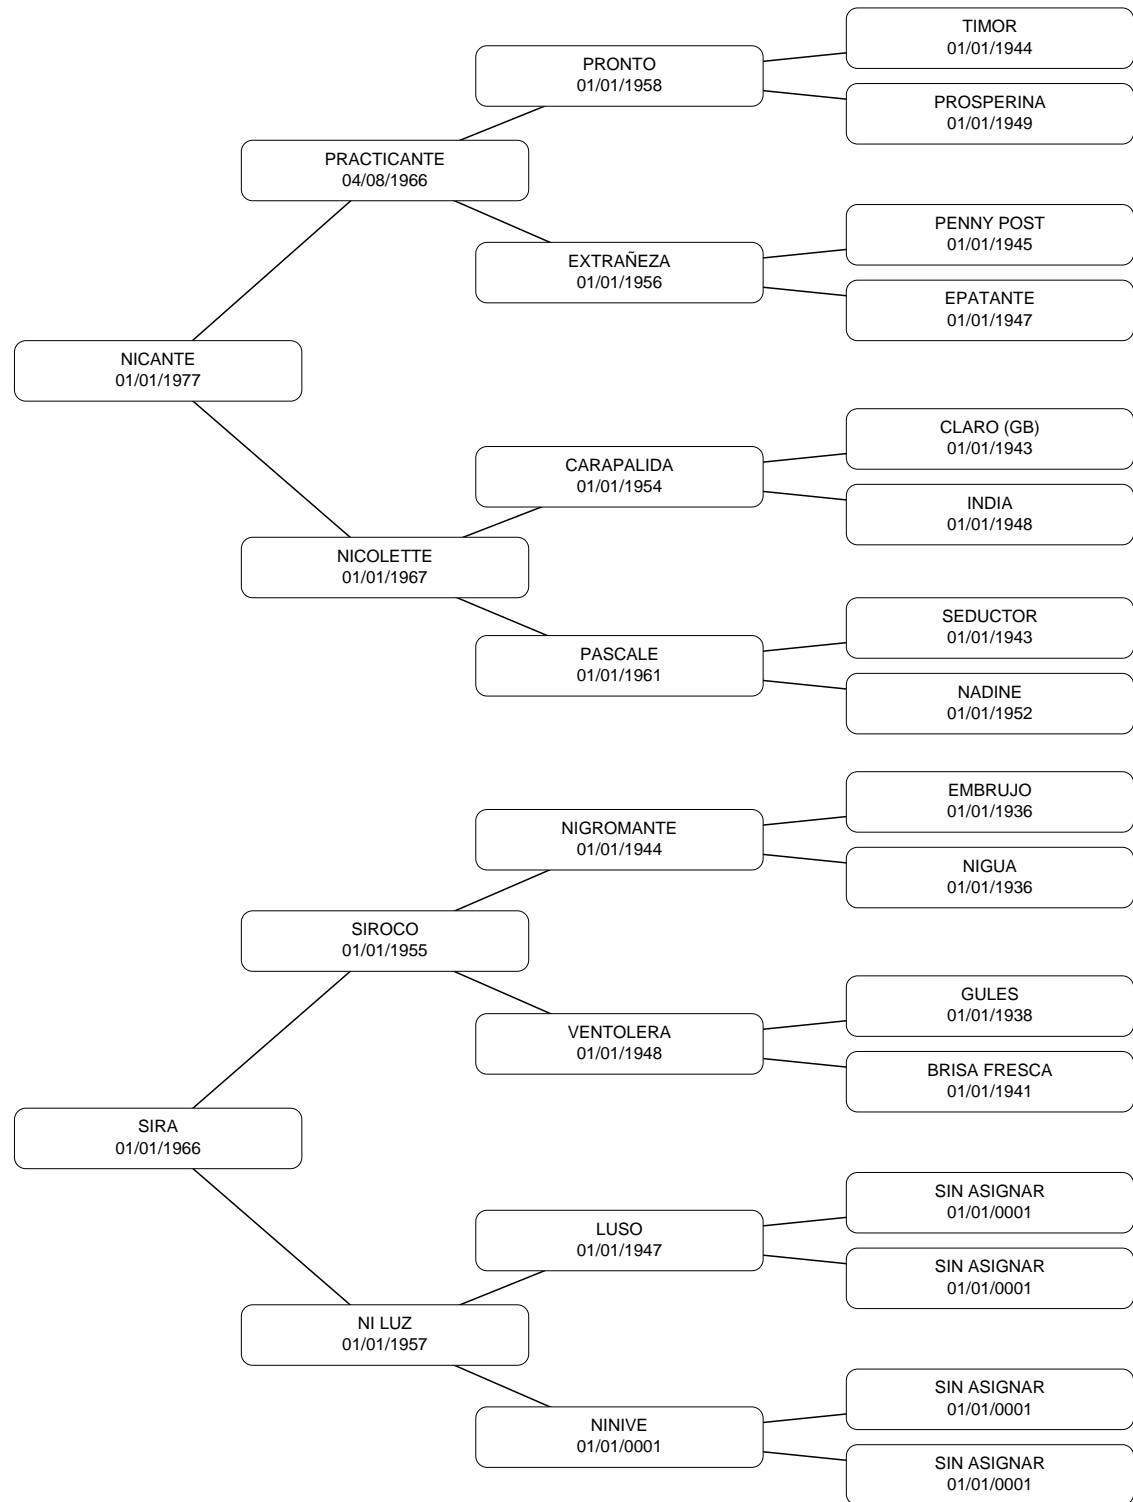 TIMOR
01/01/1944
PRONTO
01/01/1958
PROSPERINA
01/01/1949
PRACTICANTE
04/08/1966
PENNY POST
01/01/1945
EXTRAÑEZA
01/01/1956
EPATANTE
01/01/1947
NICANTE
01/01/1977
CLARO (GB)
01/01/1943
CARAPALIDA
01/01/1954
INDIA
01/01/1948
NICOLETTE
01/01/1967
SEDUCTOR
01/01/1943
PASCALE
01/01/1961
NADINE
01/01/1952
EMBRUJO
01/01/1936
NIGROMANTE
01/01/1944
NIGUA
01/01/1936
SIROCO
01/01/1955
GULES
01/01/1938
VENTOLERA
01/01/1948
BRISA FRESCA
01/01/1941
SIRA
01/01/1966
SIN ASIGNAR
01/01/0001
LUSO
01/01/1947
SIN ASIGNAR
01/01/0001
NI LUZ
01/01/1957
SIN ASIGNAR
01/01/0001
NINIVE
01/01/0001
SIN ASIGNAR
01/01/0001